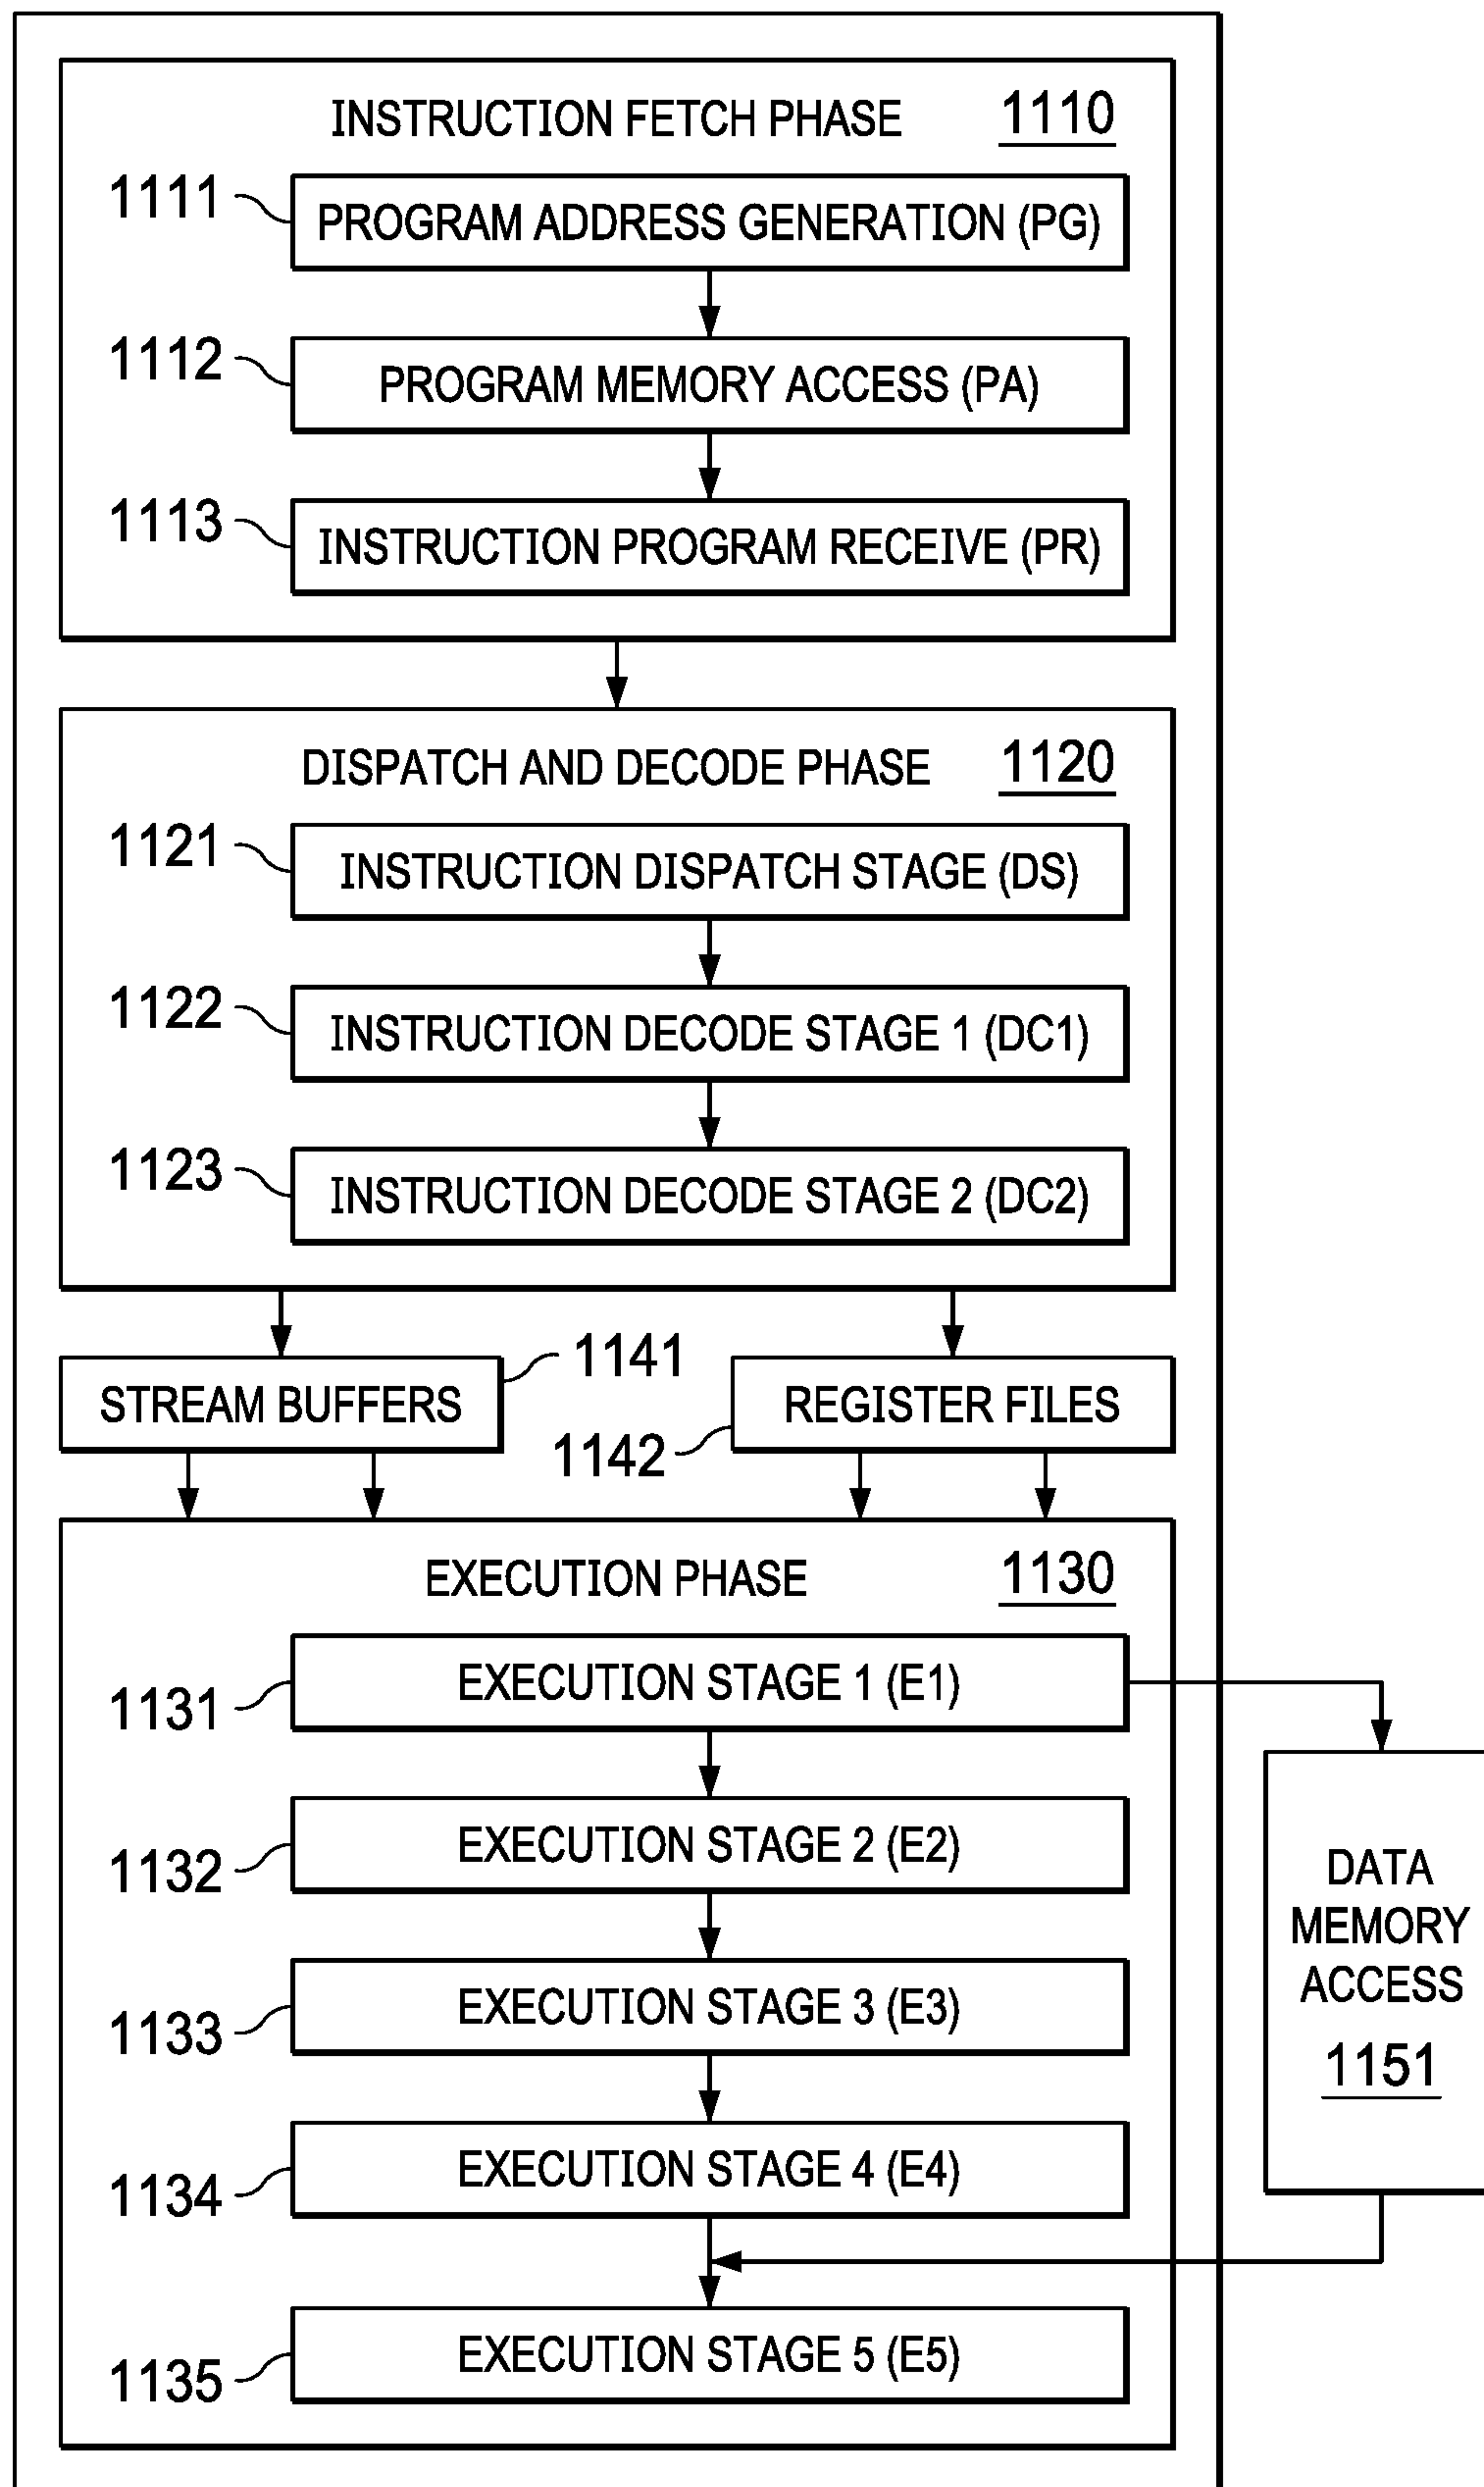 INSTRUCTION FETCH PHASE 1110
1111 PROGRAM ADDRESS GENERATION (PG)
1112 PROGRAM MEMORY ACCESS (PA)
1113 INSTRUCTION PROGRAM RECEIVE (PR)
DISPATCH AND DECODE PHASE 1120
1121 INSTRUCTION DISPATCH STAGE (DS)
1122 INSTRUCTION DECODE STAGE 1 (DC1)
1123 INSTRUCTION DECODE STAGE 2 (DC2)
STREAM BUFFERS 1141
1142 REGISTER FILES
EXECUTION PHASE 1130
1131 EXECUTION STAGE 1 (E1)
1132 EXECUTION STAGE 2 (E2)
1133 EXECUTION STAGE 3 (E3)
1134 EXECUTION STAGE 4 (E4)
1135 EXECUTION STAGE 5 (E5)
DATA
MEMORY
ACCESS
1151